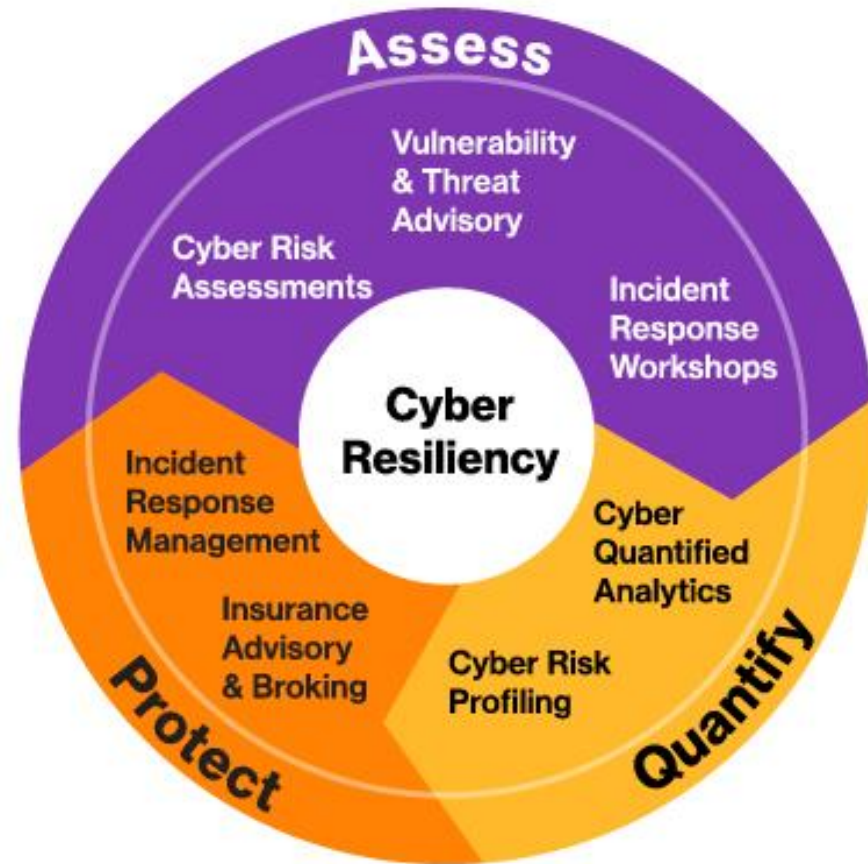 Assess
Vulnerability
& Threat
Advisory
Cyber Risk
Assessments
Incident
Response
Workshops
Cyber
Resiliency
Incident
Response
Management
Cyber
Quantified
Analytics
Insurance
Advisory
& Broking
Cyber Risk
Profiling
Protect
Quantify